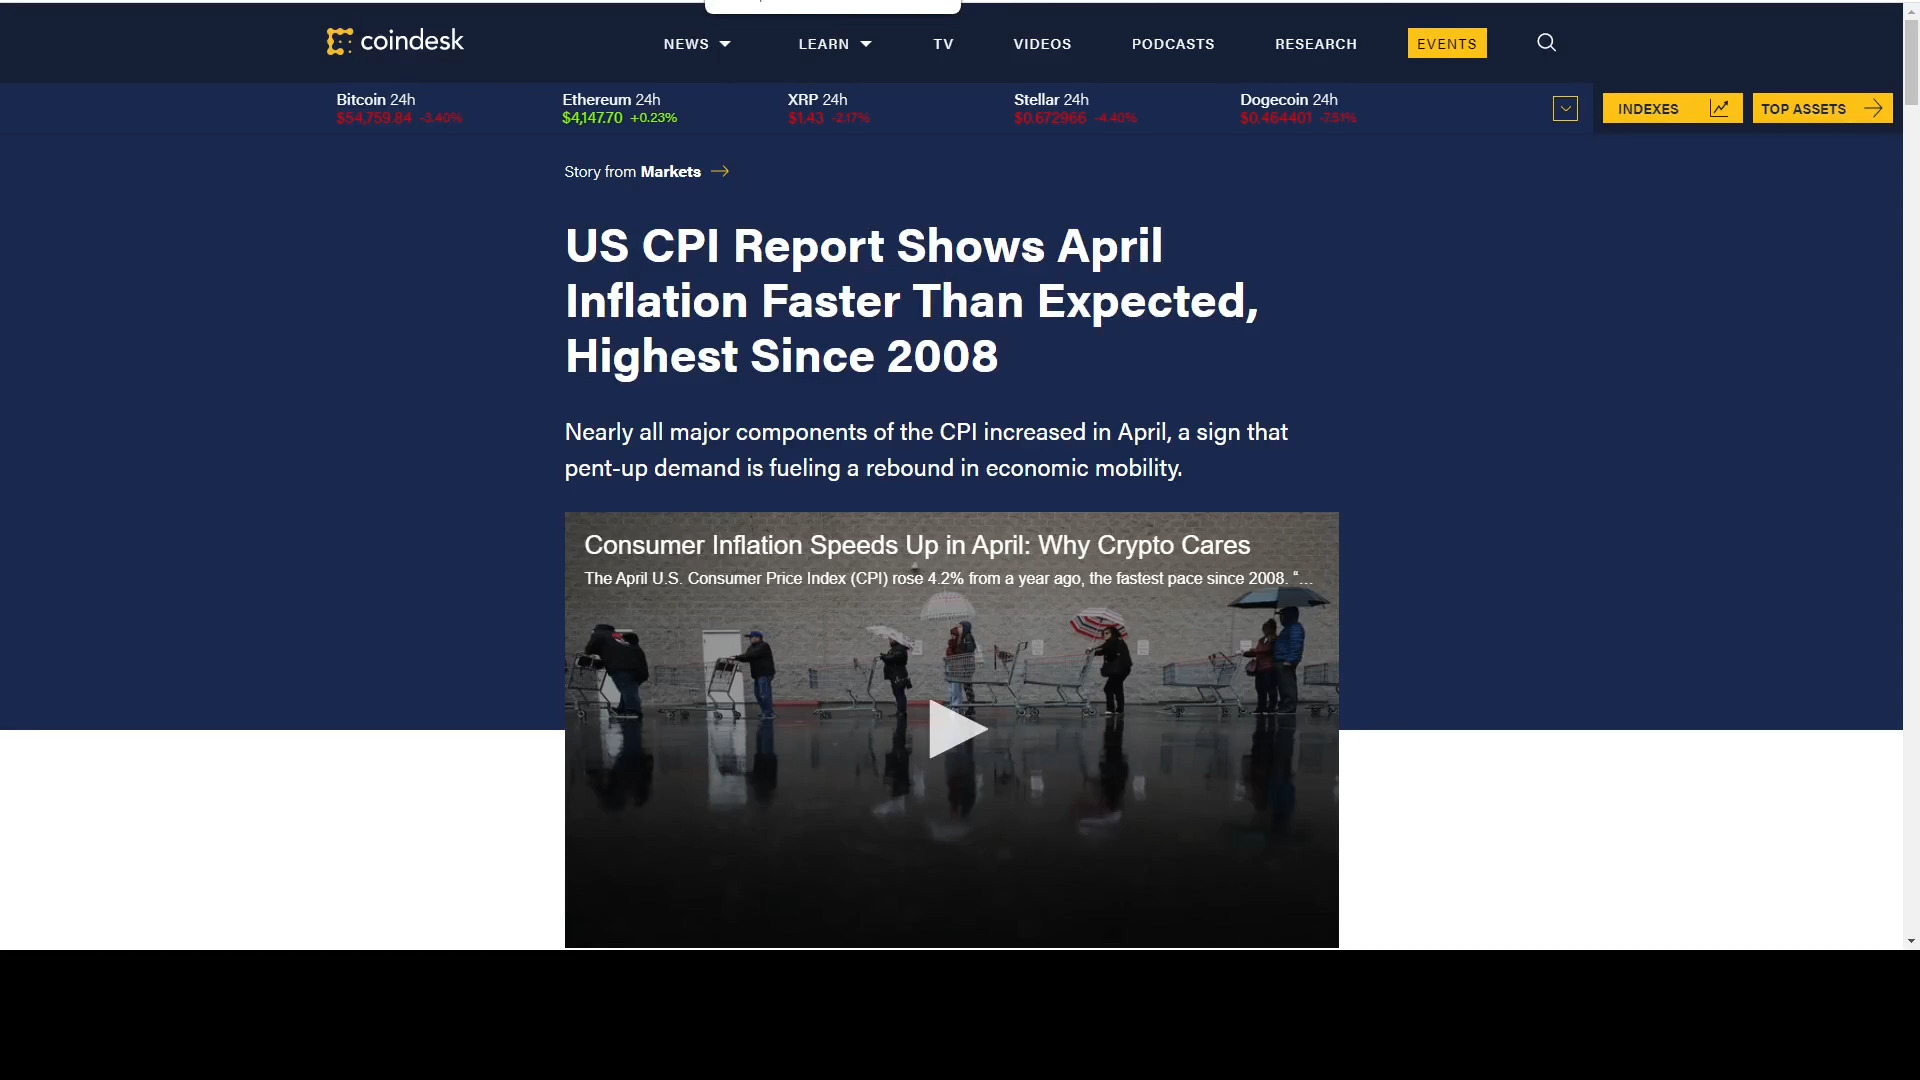 coindesk
NEWS LEARN TV VIDEOS PODCASTS RESEARCH EVENTS
Bitcoin 24h
$54,759.84 -3.40%
Ethereum 24h
$4,147.70 +0.23%
XRP 24h
$1.43 -2.17%
Stellar 24h
$0.672966 -4.40%
Dogecoin 24h
$0.464401 -7.51%
INDEXES
TOP ASSETS
Story from Markets
US CPI Report Shows April
Inflation Faster Than Expected,
Highest Since 2008
Nearly all major components of the CPI increased in April, a sign that
pent-up demand is fueling a rebound in economic mobility.
Consumer Inflation Speeds Up in April: Why Crypto Cares
The April U.S. Consumer Price Index (CPI) rose 4.2% from a year ago, the fastest pace since 2008. “...